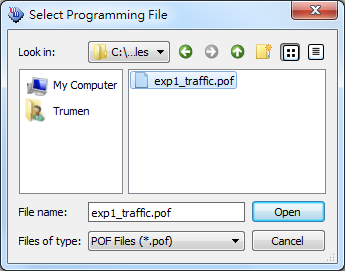 Select Programming File
Look in: C:\...les
My Computer
Trumen
exp1_traffic.pof
File name: exp1_traffic.pof Open
Files of type: POF Files (*.pof) Cancel